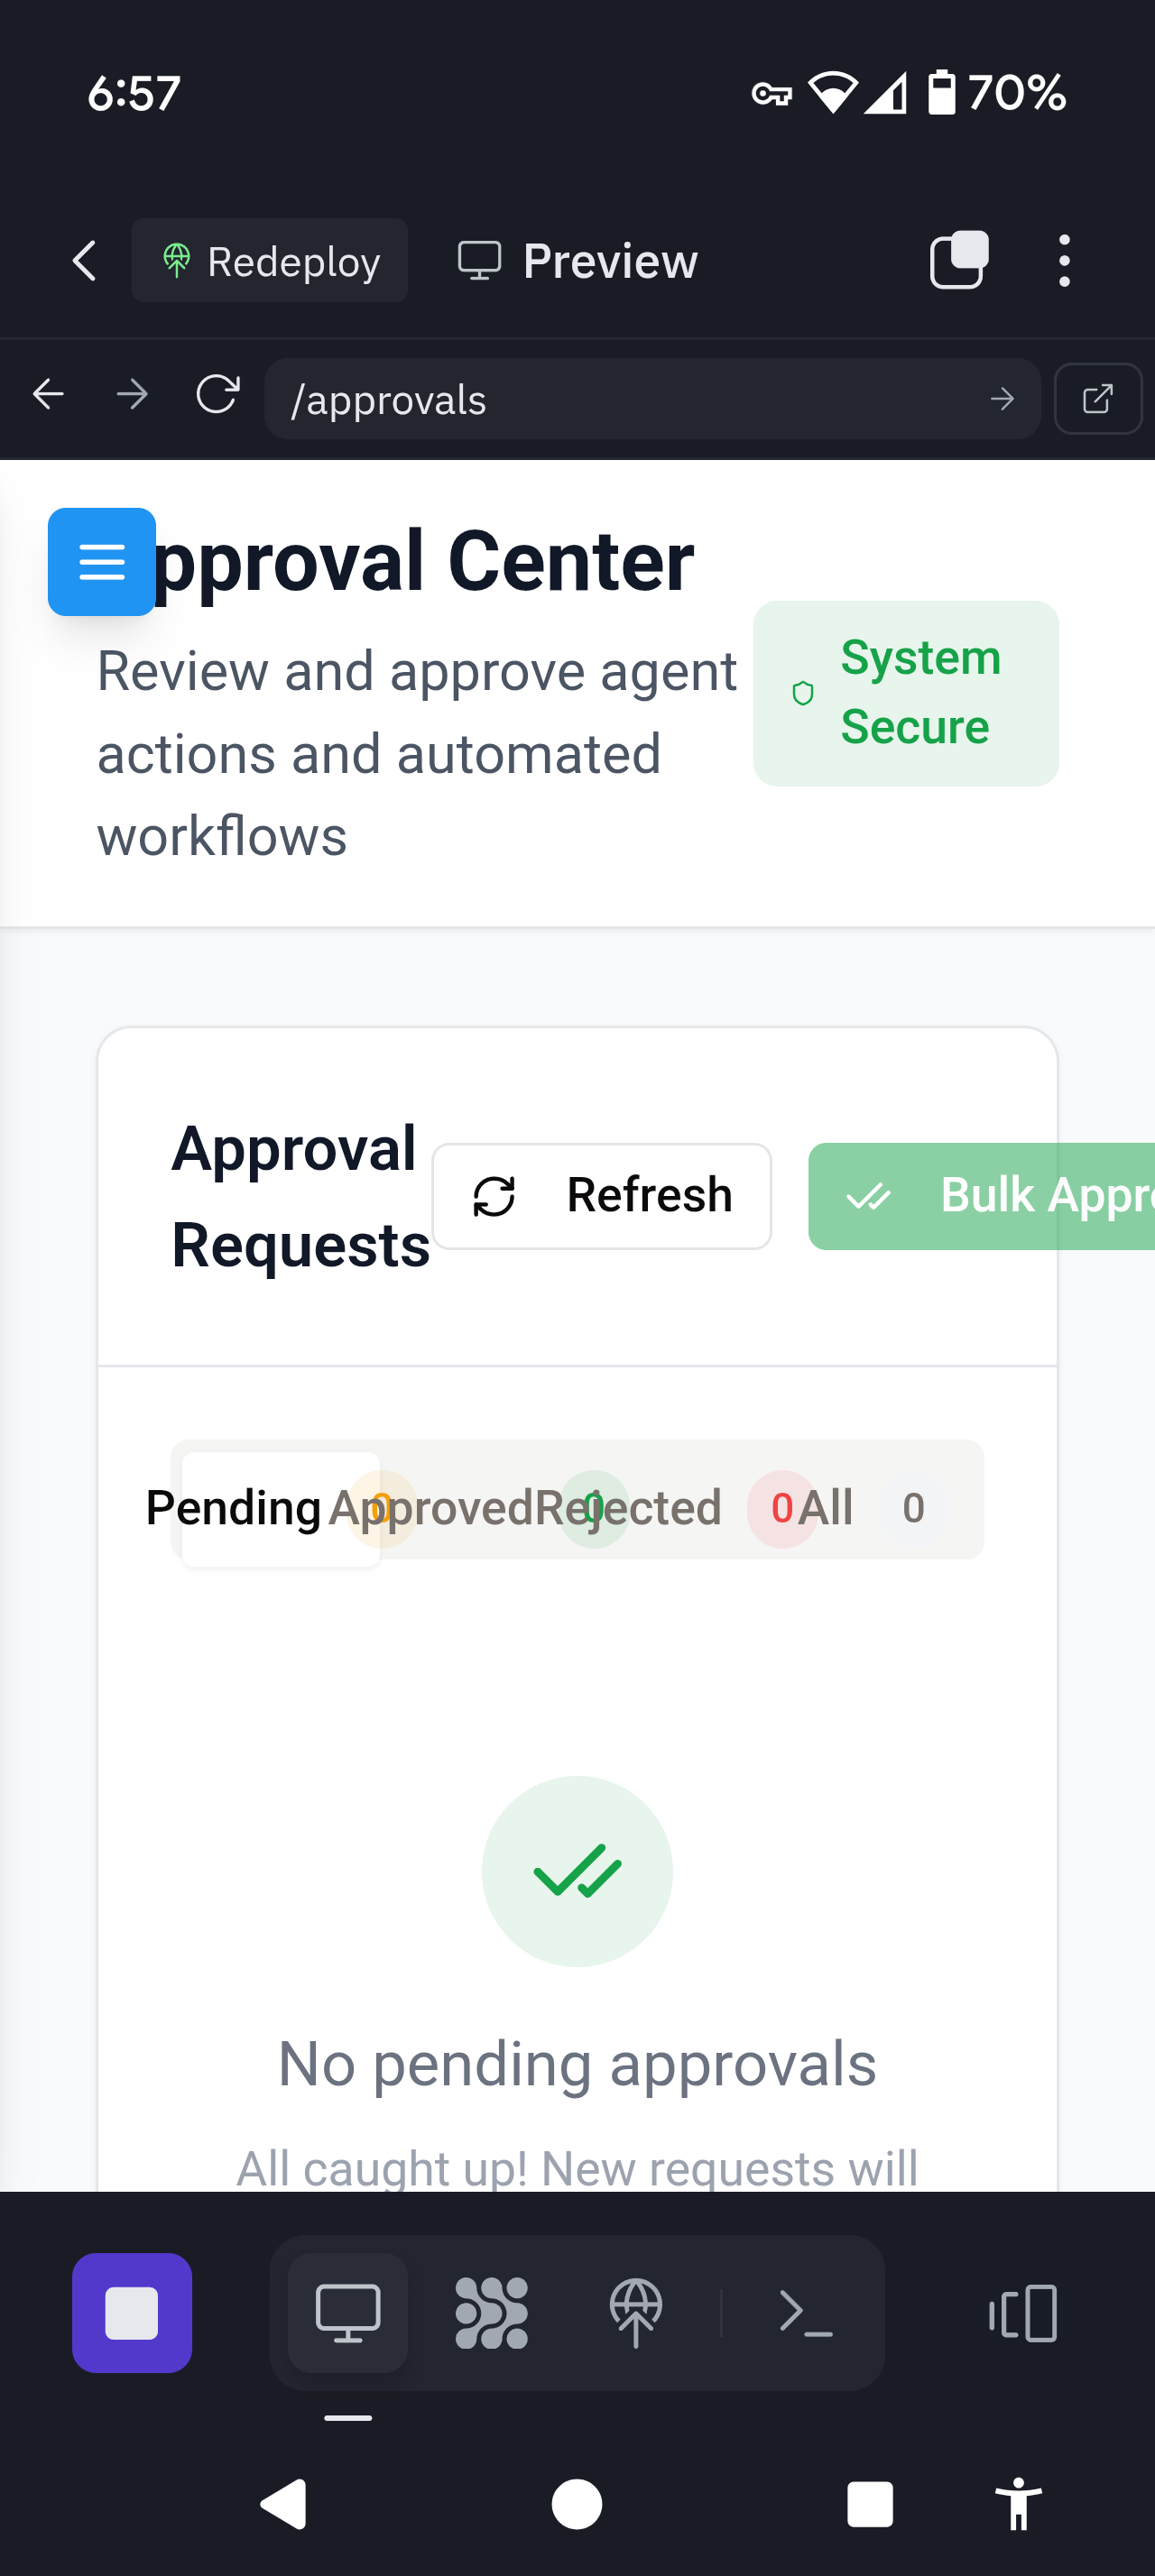 6:57
70%
Redeploy
Preview
/approvals
pproval Center
Review and approve agent
actions and automated
workflows
System
Secure
Approval
Requests
Refresh
Bulk Appr
Pending 0
Approved 0
Rejected 0
All 0
No pending approvals
All caught up! New requests will